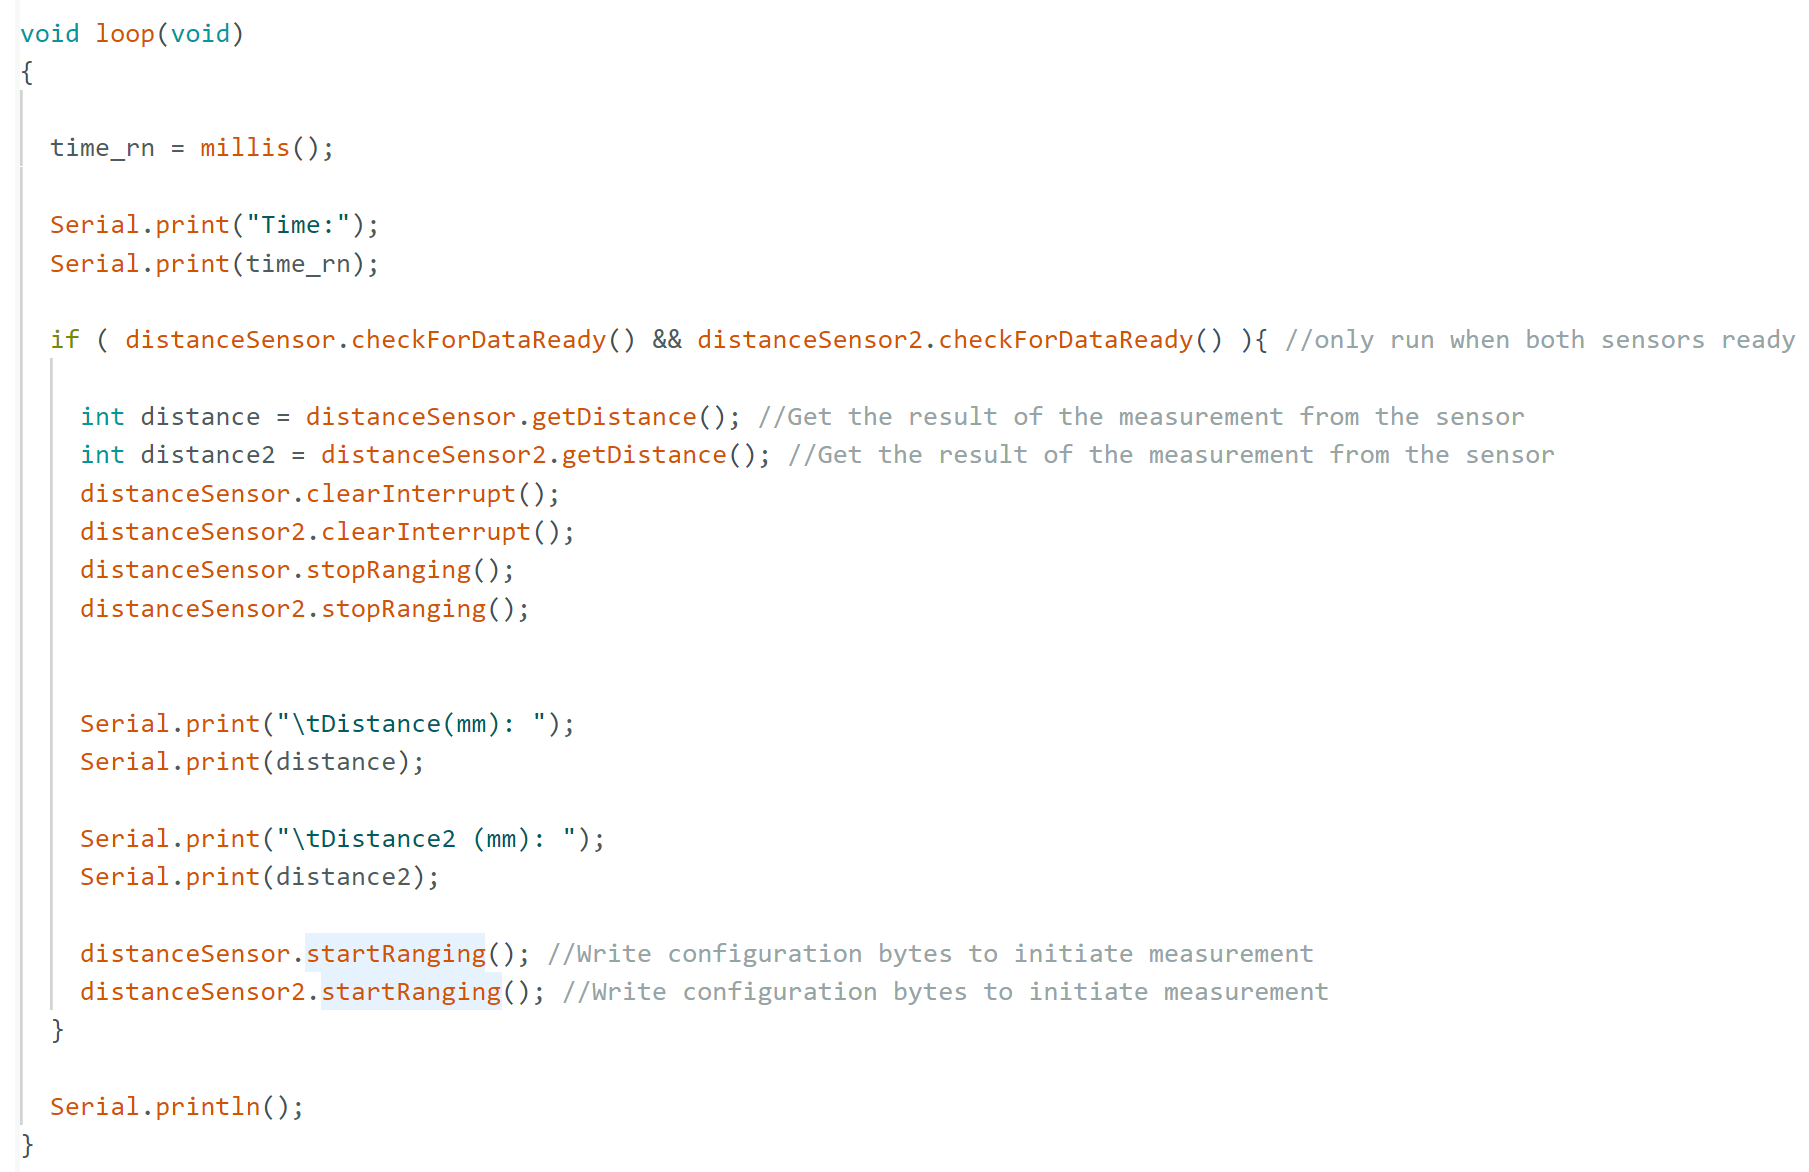 void loop(void)
{
time_rn = millis();
Serial.print("Time:");
Serial.print(time_rn);
if ( distanceSensor.checkForDataReady() && distanceSensor2.checkForDataReady() ){ //only run when both sensors ready
int distance = distanceSensor.getDistance(); //Get the result of the measurement from the sensor
int distance2 = distanceSensor2.getDistance(); //Get the result of the measurement from the sensor
distanceSensor.clearInterrupt();
distanceSensor2.clearInterrupt();
distanceSensor.stopRanging();
distanceSensor2.stopRanging();
Serial.print("\tDistance(mm): ");
Serial.print(distance);
Serial.print("\tDistance2 (mm): ");
Serial.print(distance2);
distanceSensor.startRanging(); //Write configuration bytes to initiate measurement
distanceSensor2.startRanging(); //Write configuration bytes to initiate measurement
}
Serial.println();
}